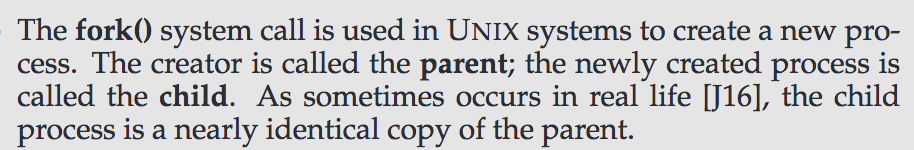 The fork() system call is used in UNIX systems to create a new pro-
cess. The creator is called the parent; the newly created process is
called the child. As sometimes occurs in real life [J16], the child
process is a nearly identical copy of the parent.